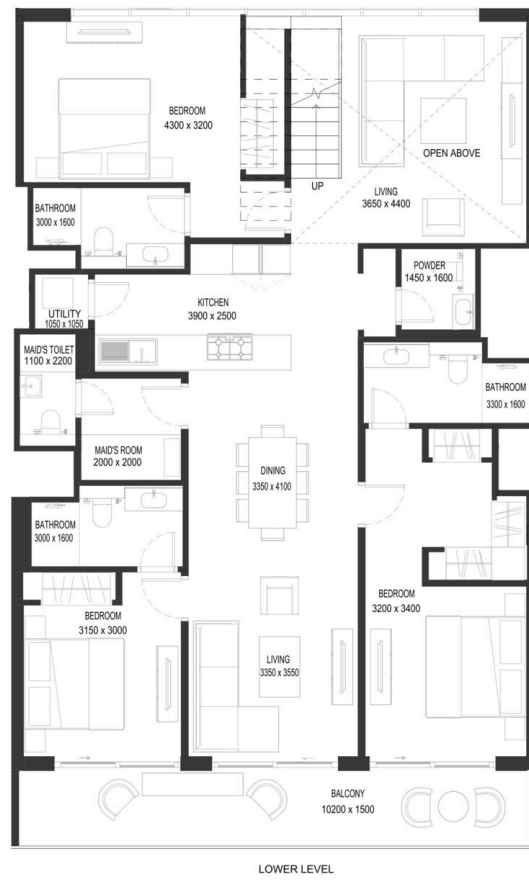 BEDROOM
4300 x 3200
OPEN ABOVE
UP
LIVING
3650 x 4400
BATHROOM
3000 x 1600
POWDER
1450 x 1600
UTILITY
1050 x 1050
KITCHEN
3900 x 2500
MAID'S TOILET
1100 x 2200
BATHROOM
3300 x 1600
MAID'S ROOM
2000 x 2000
DINING
3350 x 4100
BATHROOM
3000 x 1600
BEDROOM
3200 x 3400
BEDROOM
3150 x 3000
LIVING
3350 x 3550
BALCONY
10200 x 1500
LOWER LEVEL